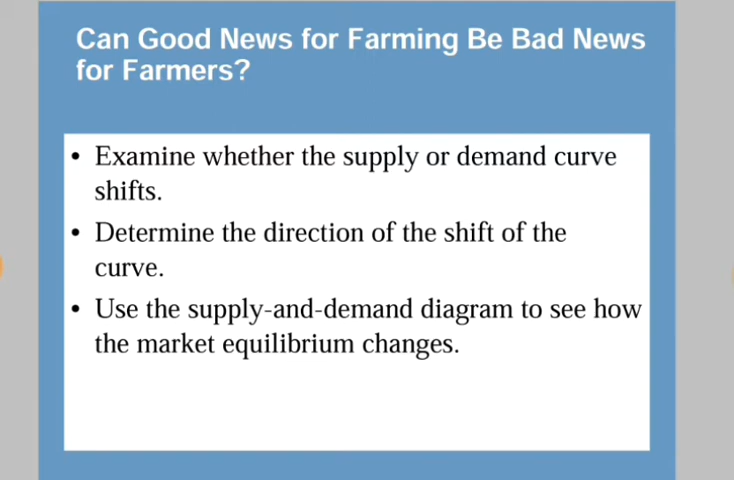 Can Good News for Farming Be Bad News
for Farmers?
• Examine whether the supply or demand curve
shifts.
• Determine the direction of the shift of the
curve.
• Use the supply-and-demand diagram to see how
the market equilibrium changes.